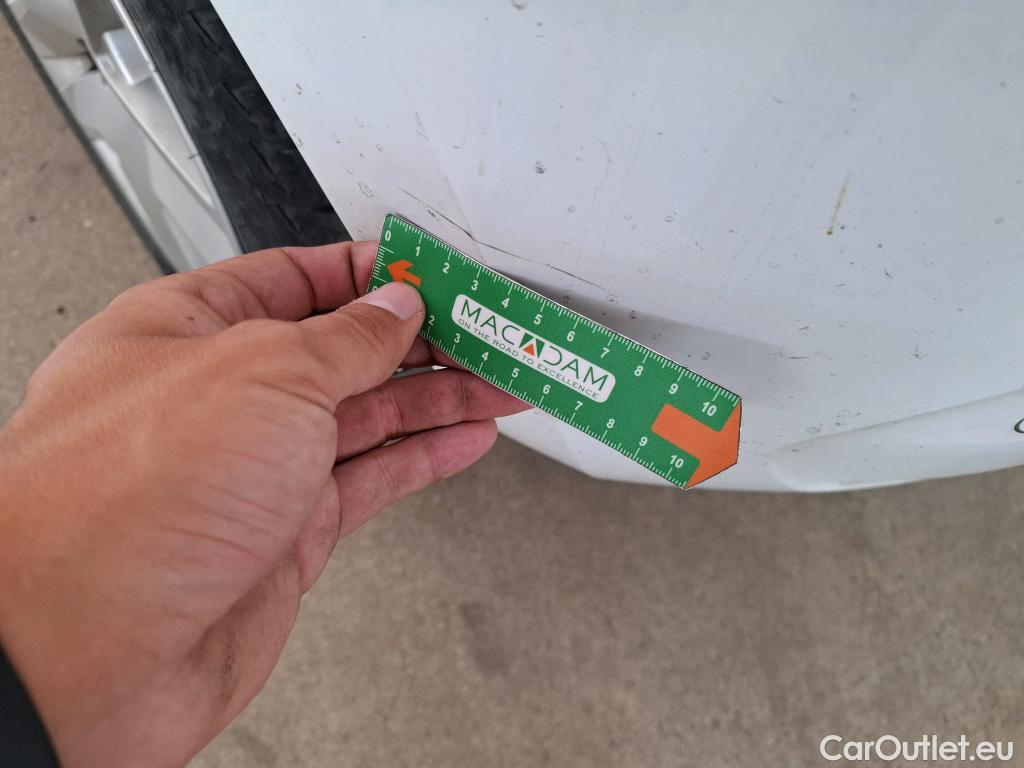 0 1 2 3 4 5 6 7 8 9 10
MACADAM
ON THE ROAD TO EXCELLENCE
2 3 4 5 6 7 8 9 10
CarOutlet.eu